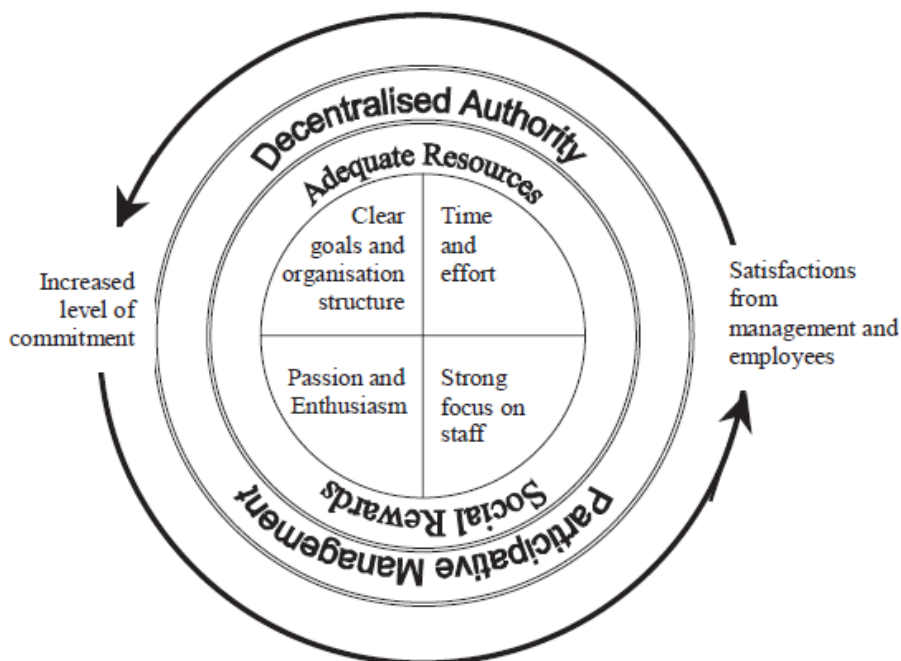 Decentralised Authority
Adequate Resources
Clear
goals and
organisation
structure
Time
and
effort
Increased
level of
commitment
Satisfactions
from
management and
employees
Passion and
Enthusiasm
Strong
focus on
staff
Social Rewards
Participative Management